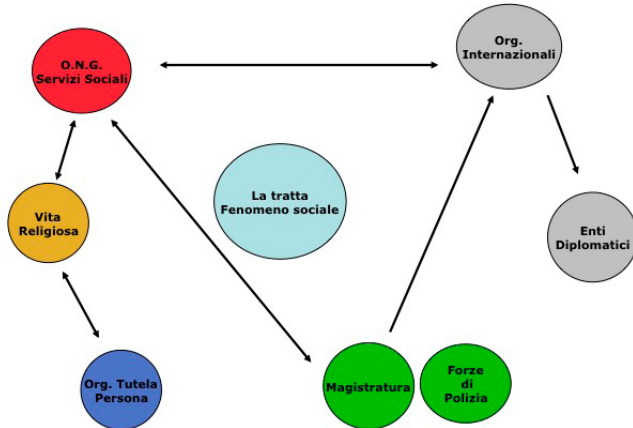 O.N.G.
Servizi Sociali
Org.
Internazionali
La tratta
Fenomeno sociale
Vita
Religiosa
Enti
Diplomatici
Org. Tutela
Persona
Magistratura
Forze
di
Polizia